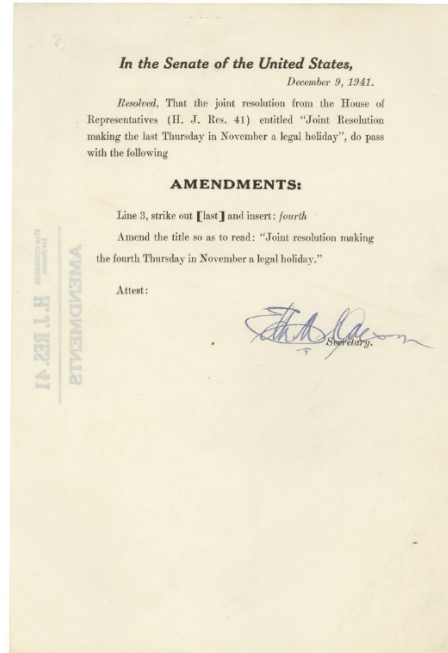 In the Senate of the United States,
December 9, 1941.
Resolved, That the joint resolution from the House of
Representatives (H. J. Res. 41) entitled “Joint Resolution
making the last Thursday in November a legal holiday”, do pass
with the following
AMENDMENTS:
Line 3, strike out [last] and insert: fourth
Amend the title so as to read: “Joint resolution making
the fourth Thursday in November a legal holiday.”
Attest:
Secretary.
H. J. RES. 41
AMENDMENTS